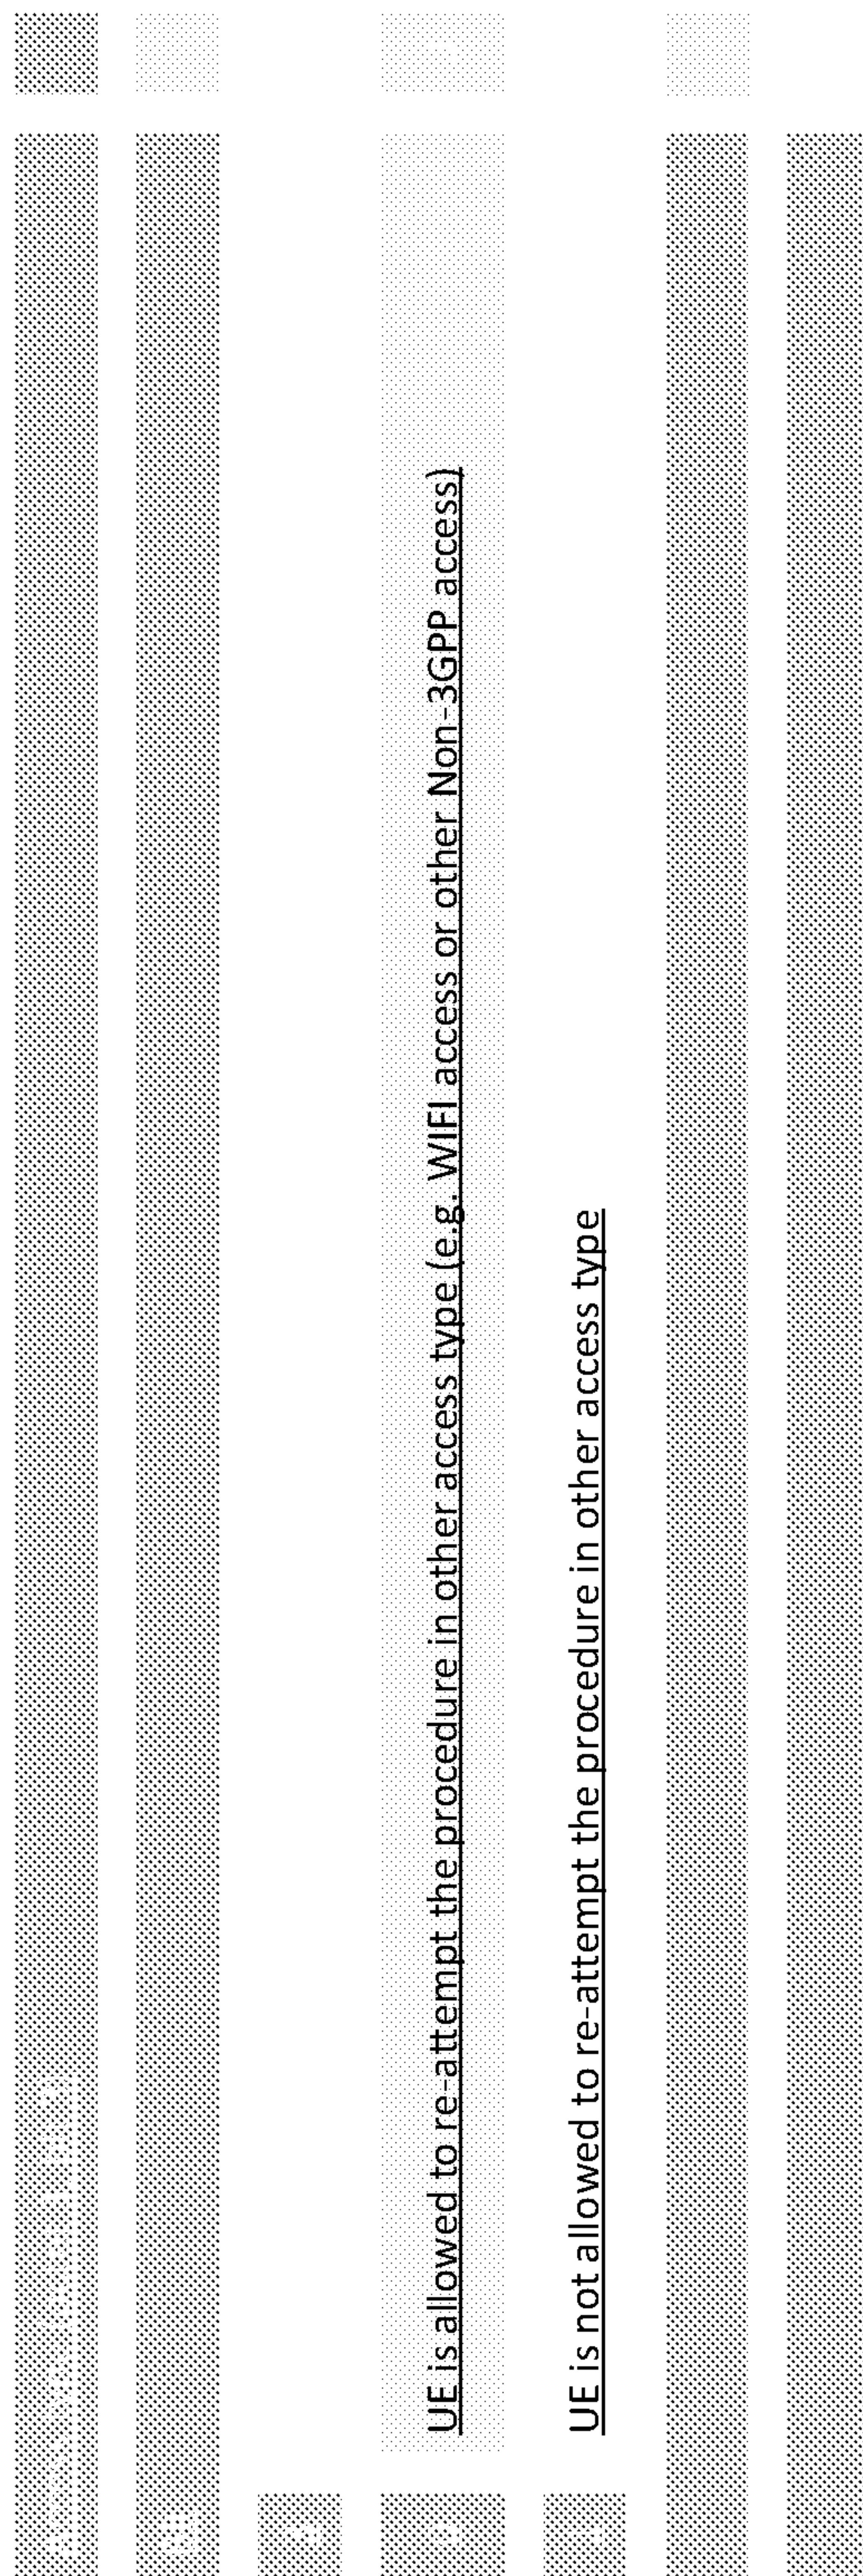 UE is allowed to re-attempt the procedure in other access type (e.g. WIFI access or other Non-3GPP access)
UE is not allowed to re-attempt the procedure in other access type